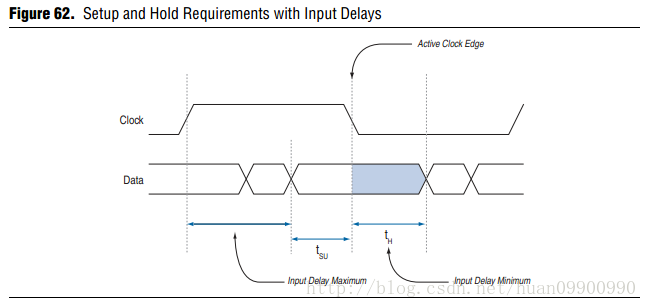 Figure 62. Setup and Hold Requirements with Input Delays
Active Clock Edge
Clock
Data
tSU
tH
Input Delay Maximum
Input Delay Minimum
http://blog.csdn.net/huan09900990